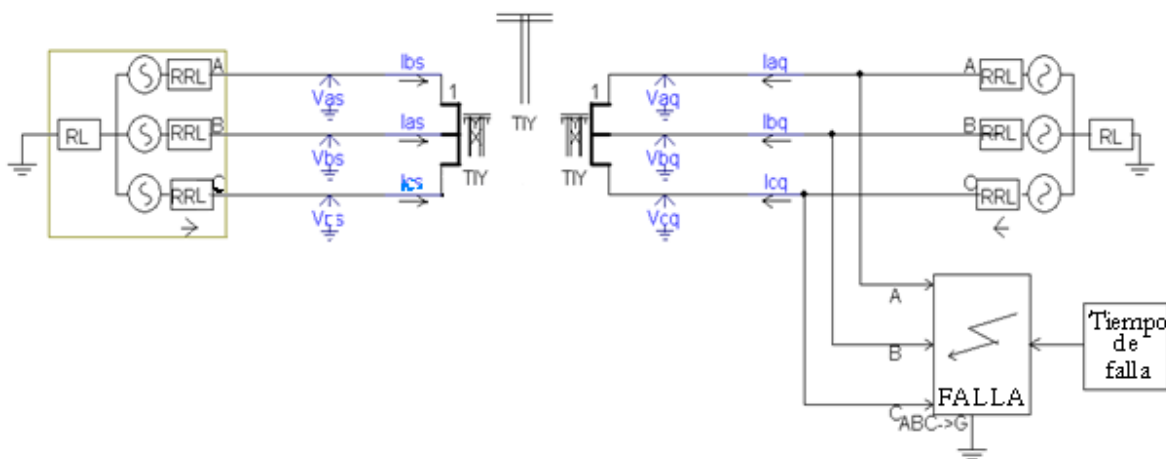 A
RRL
Ibs
Vas
1
RL
B
RRL
Ias
Vbs
TIY
C
RRL
Ics
TIY
1
TIY
Iaq
Vaq
A
RRL
Ibq
Vbq
B
RRL
RL
Icq
Vcq
C
RRL
A
B
C
ABC->G
FALLA
Tiempo
de
falla